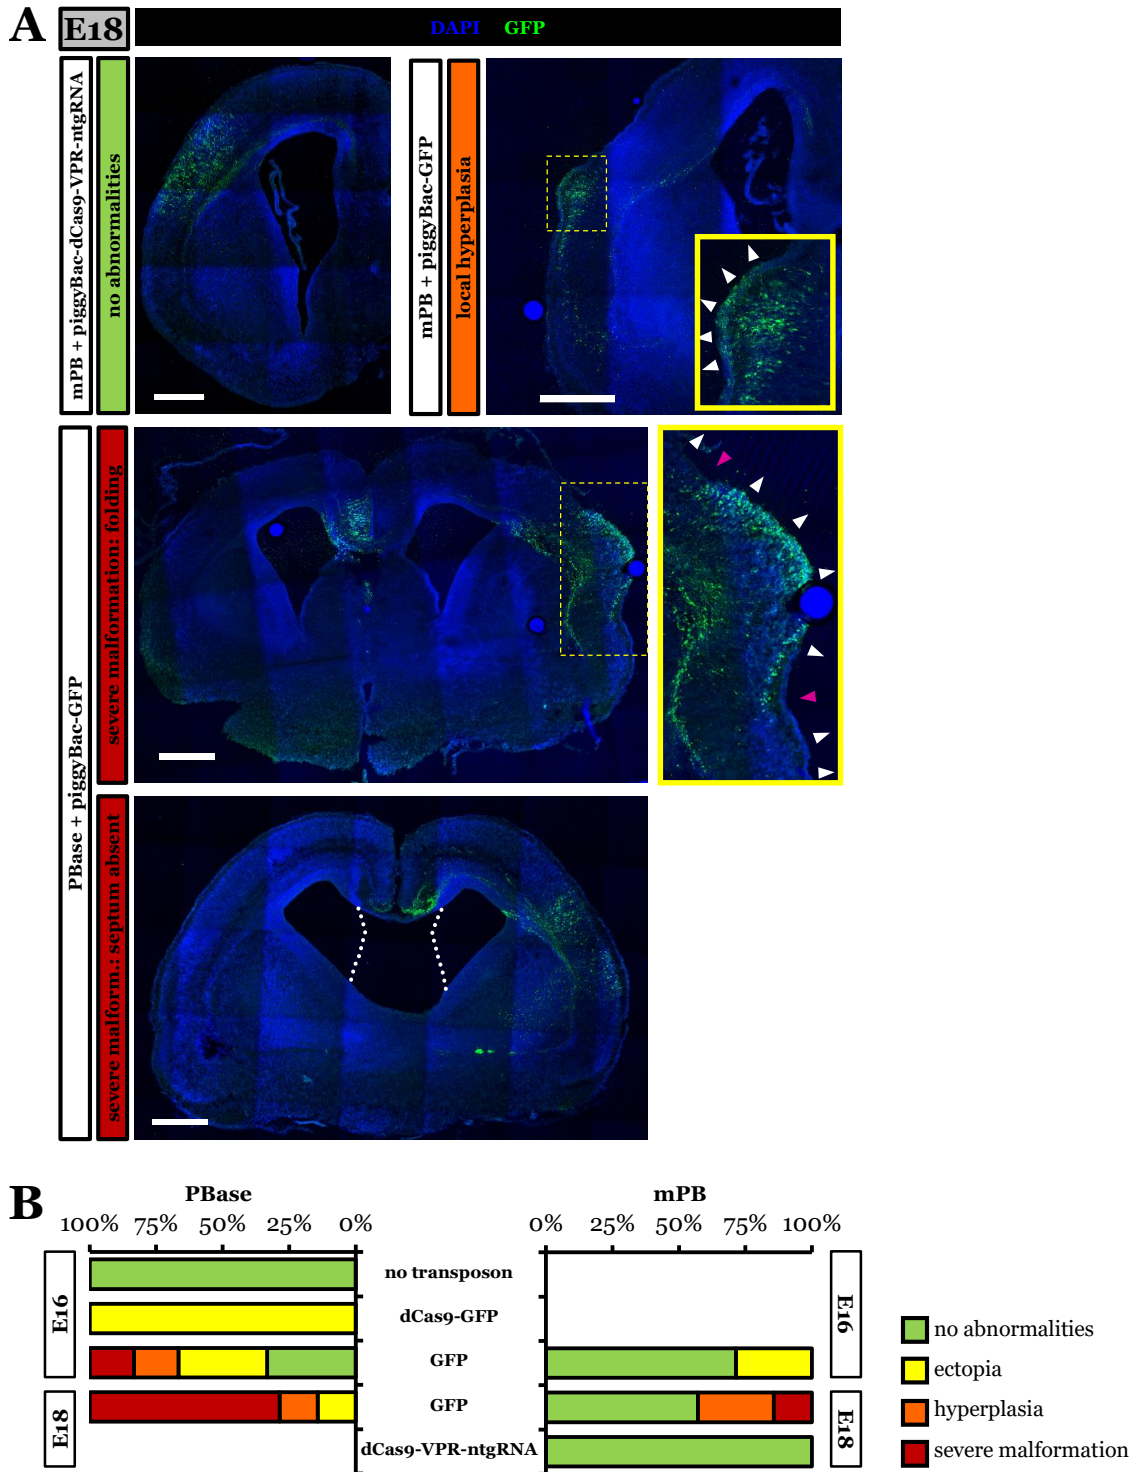 A
E18
DAPI GFP
mPB + piggyBac-dCas9-VPR-ntgRNA
no abnormalities
mPB + piggyBac-GFP
local hyperplasia
PBase + piggyBac-GFP
severe malformation: folding
severe malform.: septum absent
B
PBase
mPB
100% 75% 50% 25% 0%
0% 25% 50% 75% 100%
E16
no transposon
dCas9-GFP
GFP
E16
E18
GFP
dCas9-VPR-ntgRNA
E18
no abnormalities
ectopia
hyperplasia
severe malformation